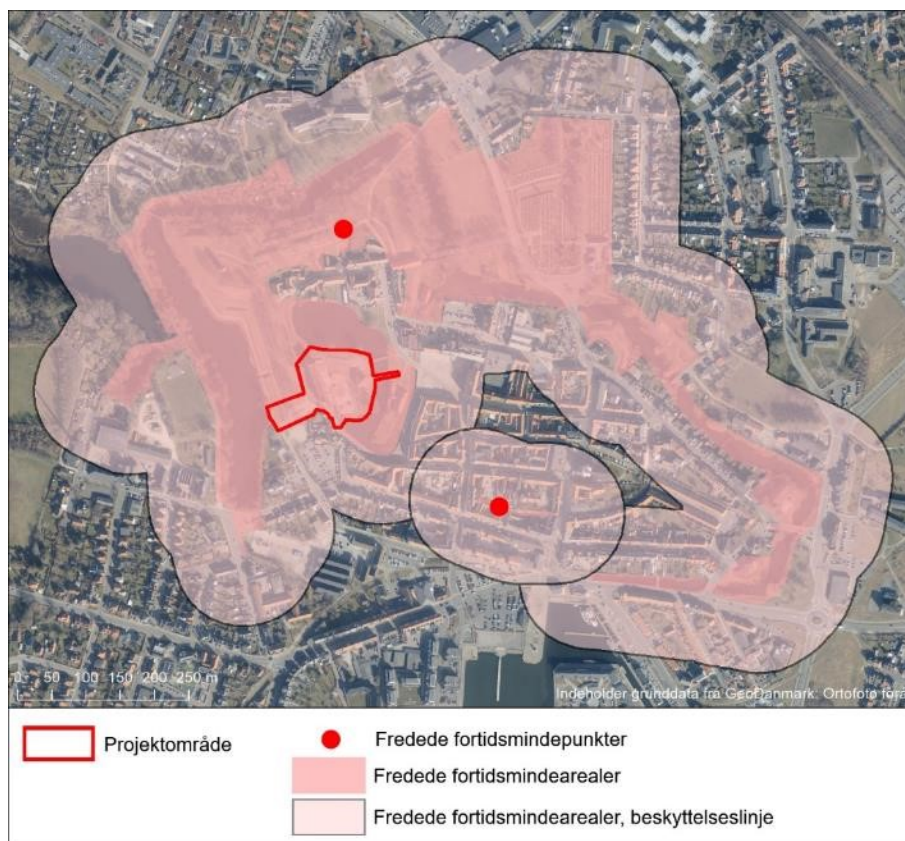 0 50 100 150 200 250 m
Indeholder grunddata fra GeoDanmark: Ortofoto forå
Projektområde
Fredede fortidsmindepunkter
Fredede fortidsmindearealer
Fredede fortidsmindearealer, beskyttelseslinje